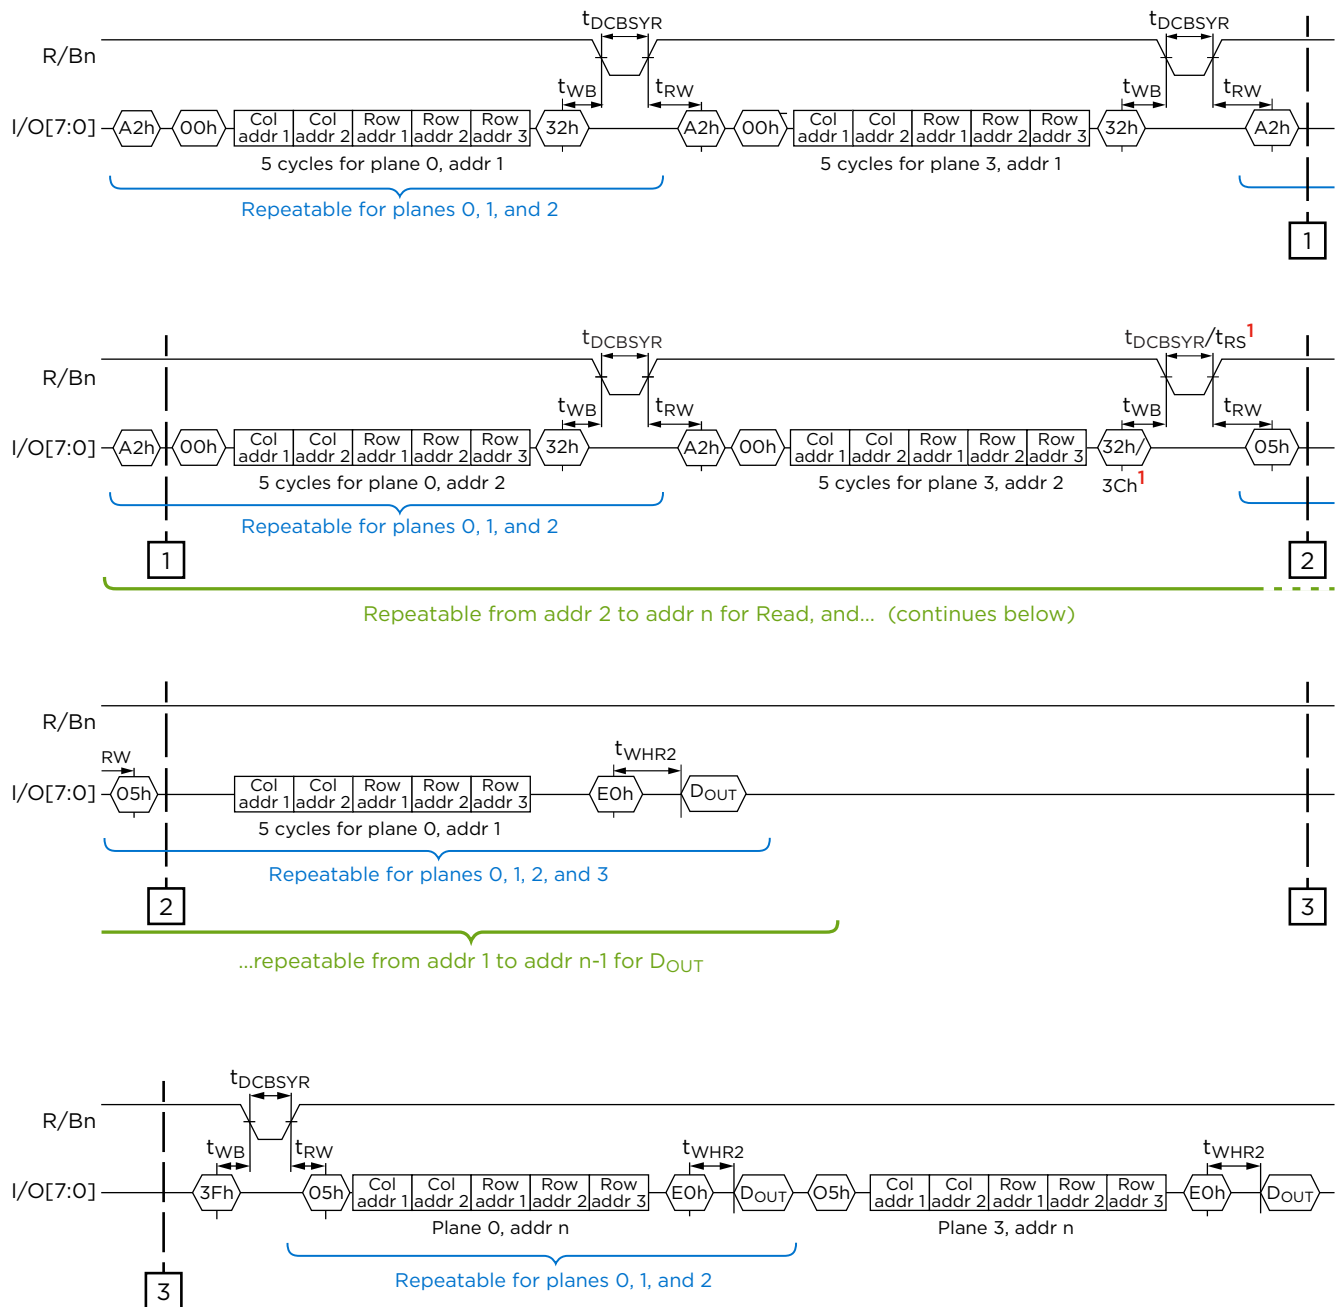 tDCBSYR tDCBSYR
R/Bn
tWB tRW tWB tRW
I/O[7:0] A2h 00h Col addr 1 Col addr 2 Row addr 1 Row addr 2 Row addr 3 32h A2h 00h Col addr 1 Col addr 2 Row addr 1 Row addr 2 Row addr 3 32h A2h
5 cycles for plane 0, addr 1 5 cycles for plane 3, addr 1
Repeatable for planes 0, 1, and 2
1
tDCBSYR tDCBSYR/tRS1
R/Bn
tWB tRW tWB tRW
I/O[7:0] A2h 00h Col addr 1 Col addr 2 Row addr 1 Row addr 2 Row addr 3 32h A2h 00h Col addr 1 Col addr 2 Row addr 1 Row addr 2 Row addr 3 32h/ 05h
5 cycles for plane 0, addr 2 5 cycles for plane 3, addr 2 3Ch1
Repeatable for planes 0, 1, and 2
1 2
Repeatable from addr 2 to addr n for Read, and... (continues below)
R/Bn
RW tWHR2
I/O[7:0] 05h Col addr 1 Col addr 2 Row addr 1 Row addr 2 Row addr 3 E0h DOUT
5 cycles for plane 0, addr 1
Repeatable for planes 0, 1, 2, and 3
2 3
...repeatable from addr 1 to addr n-1 for DOUT
tDCBSYR
R/Bn
tWB tRW tWHR2 tWHR2
I/O[7:0] 3Fh 05h Col addr 1 Col addr 2 Row addr 1 Row addr 2 Row addr 3 E0h DOUT O5h Col addr 1 Col addr 2 Row addr 1 Row addr 2 Row addr 3 E0h DOUT
Plane 0, addr n Plane 3, addr n
Repeatable for planes 0, 1, and 2
3